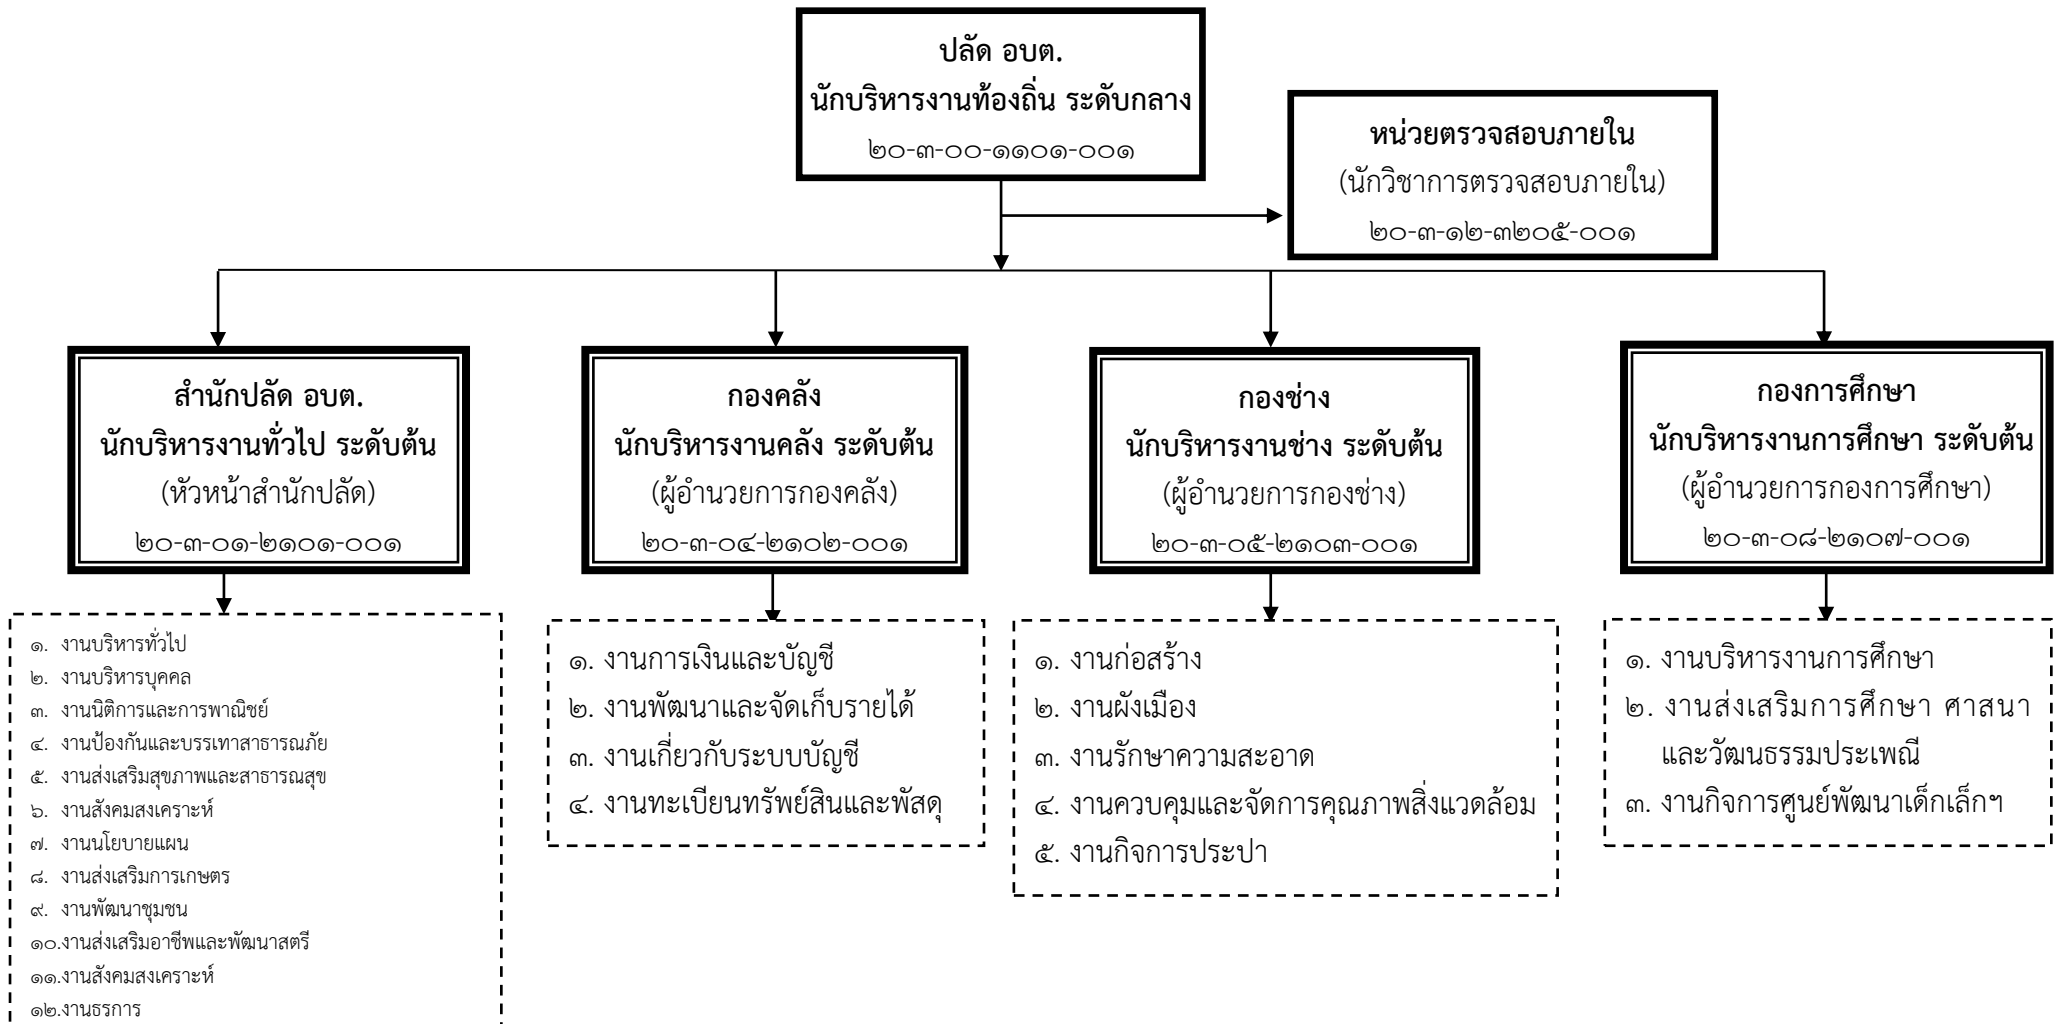 ปลัด อบต.
นักบริหารงานท้องถิ่น ระดับกลาง
๒๐-๓-๐๐-๑๑๐๑-๐๐๑
หน่วยตรวจสอบภายใน
(นักวิชาการตรวจสอบภายใน)
๒๐-๓-๑๒-๓๒๐๕-๐๐๑
สำนักปลัด อบต.
นักบริหารงานทั่วไป ระดับต้น
(หัวหน้าสำนักปลัด)
๒๐-๓-๐๑-๒๑๐๑-๐๐๑
กองคลัง
นักบริหารงานคลัง ระดับต้น
(ผู้อำนวยการกองคลัง)
๒๐-๓-๐๔-๒๑๐๒-๐๐๑
กองช่าง
นักบริหารงานช่าง ระดับต้น
(ผู้อำนวยการกองช่าง)
๒๐-๓-๐๕-๒๑๐๓-๐๐๑
กองการศึกษา
นักบริหารงานการศึกษา ระดับต้น
(ผู้อำนวยการกองการศึกษา)
๒๐-๓-๐๘-๒๑๐๗-๐๐๑
๑. งานบริหารทั่วไป
๒. งานบริหารบุคคล
๓. งานนิติการและการพาณิชย์
๔. งานป้องกันและบรรเทาสาธารณภัย
๕. งานส่งเสริมสุขภาพและสาธารณสุข
๖. งานสังคมสงเคราะห์
๗. งานนโยบายแผน
๘. งานส่งเสริมการเกษตร
๙. งานพัฒนาชุมชน
๑๐.งานส่งเสริมอาชีพและพัฒนาสตรี
๑๑.งานสังคมสงเคราะห์
๑๒.งานธรการ
๑. งานการเงินและบัญชี
๒. งานพัฒนาและจัดเก็บรายได้
๓. งานเกี่ยวกับระบบบัญชี
๔. งานทะเบียนทรัพย์สินและพัสดุ
๑. งานก่อสร้าง
๒. งานผังเมือง
๓. งานรักษาความสะอาด
๔. งานควบคุมและจัดการคุณภาพสิ่งแวดล้อม
๕. งานกิจการประปา
๑. งานบริหารงานการศึกษา
๒. งานส่งเสริมการศึกษา ศาสนา
และวัฒนธรรมประเพณี
๓. งานกิจการศูนย์พัฒนาเด็กเล็กฯ